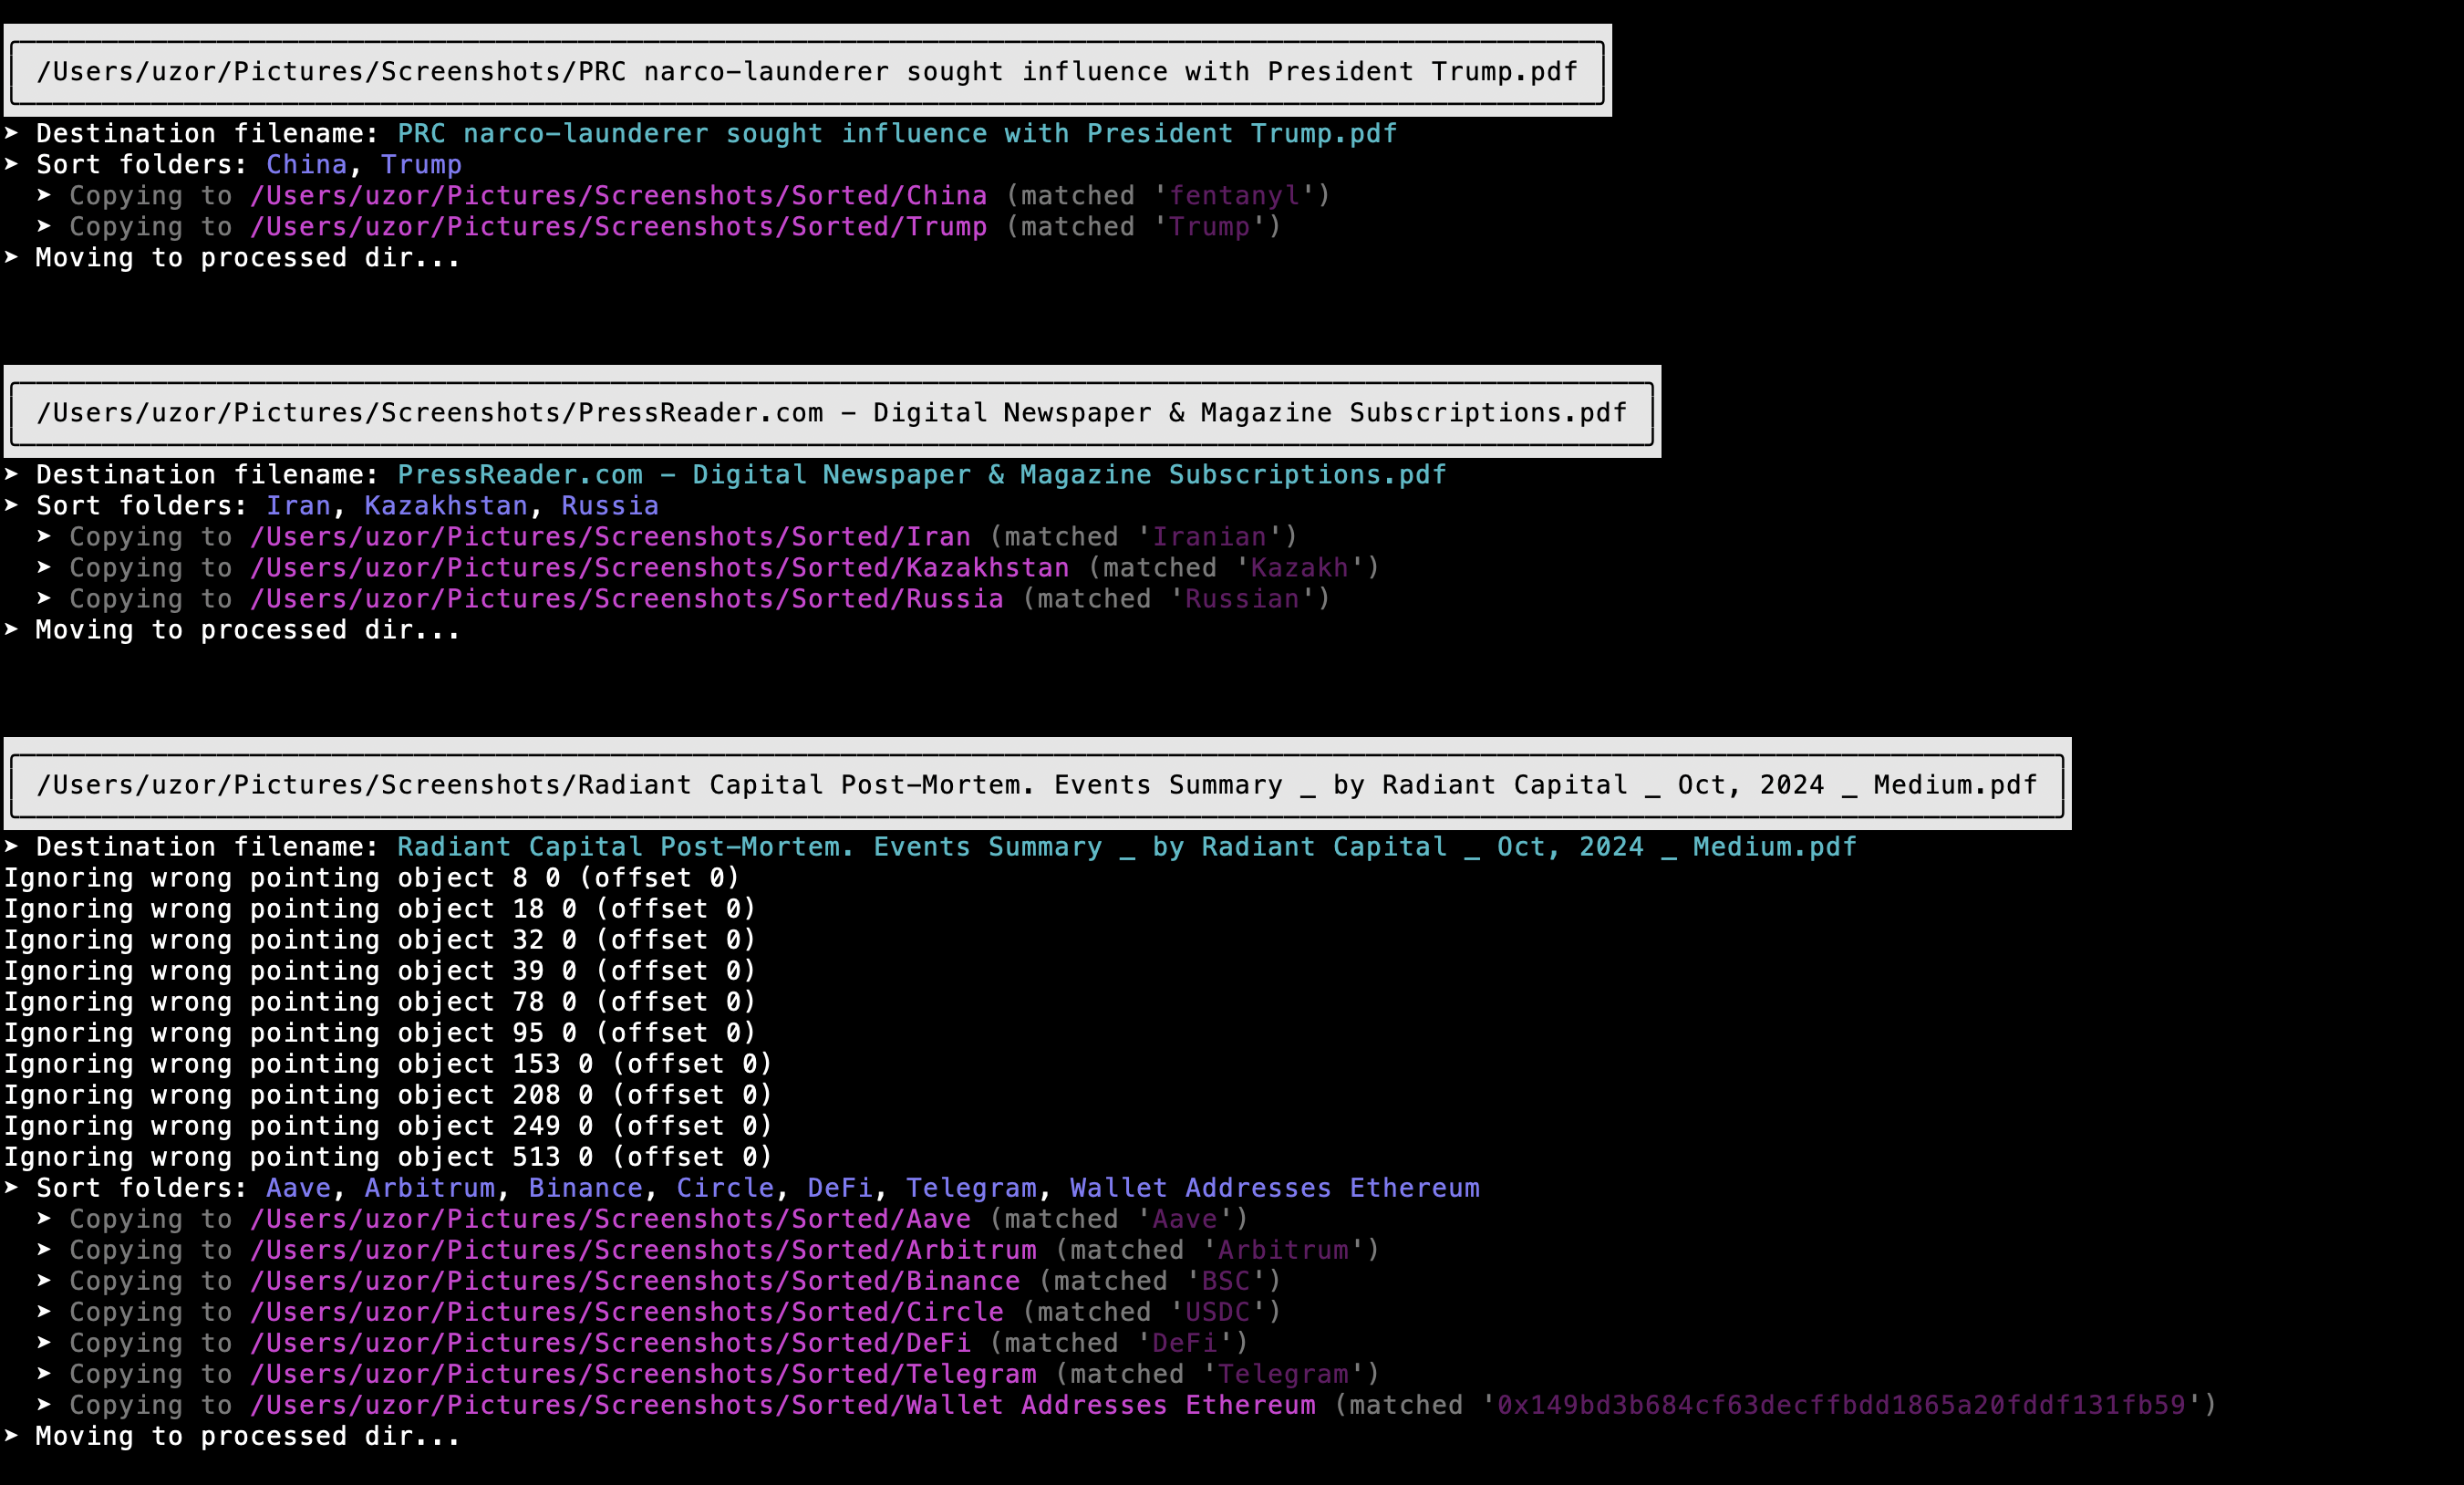 /Users/uzor/Pictures/Screenshots/PRC narco-launderer sought influence with President Trump.pdf
➤ Destination filename: PRC narco-launderer sought influence with President Trump.pdf
➤ Sort folders: China, Trump
➤ Copying to /Users/uzor/Pictures/Screenshots/Sorted/China (matched 'fentanyl')
➤ Copying to /Users/uzor/Pictures/Screenshots/Sorted/Trump (matched 'Trump')
➤ Moving to processed dir...
/Users/uzor/Pictures/Screenshots/PressReader.com - Digital Newspaper & Magazine Subscriptions.pdf
➤ Destination filename: PressReader.com - Digital Newspaper & Magazine Subscriptions.pdf
➤ Sort folders: Iran, Kazakhstan, Russia
➤ Copying to /Users/uzor/Pictures/Screenshots/Sorted/Iran (matched 'Iranian')
➤ Copying to /Users/uzor/Pictures/Screenshots/Sorted/Kazakhstan (matched 'Kazakh')
➤ Copying to /Users/uzor/Pictures/Screenshots/Sorted/Russia (matched 'Russian')
➤ Moving to processed dir...
/Users/uzor/Pictures/Screenshots/Radiant Capital Post-Mortem. Events Summary _ by Radiant Capital _ Oct, 2024 _ Medium.pdf
➤ Destination filename: Radiant Capital Post-Mortem. Events Summary _ by Radiant Capital _ Oct, 2024 _ Medium.pdf
Ignoring wrong pointing object 8 0 (offset 0)
Ignoring wrong pointing object 18 0 (offset 0)
Ignoring wrong pointing object 32 0 (offset 0)
Ignoring wrong pointing object 39 0 (offset 0)
Ignoring wrong pointing object 78 0 (offset 0)
Ignoring wrong pointing object 95 0 (offset 0)
Ignoring wrong pointing object 153 0 (offset 0)
Ignoring wrong pointing object 208 0 (offset 0)
Ignoring wrong pointing object 249 0 (offset 0)
Ignoring wrong pointing object 513 0 (offset 0)
➤ Sort folders: Aave, Arbitrum, Binance, Circle, DeFi, Telegram, Wallet Addresses Ethereum
➤ Copying to /Users/uzor/Pictures/Screenshots/Sorted/Aave (matched 'Aave')
➤ Copying to /Users/uzor/Pictures/Screenshots/Sorted/Arbitrum (matched 'Arbitrum')
➤ Copying to /Users/uzor/Pictures/Screenshots/Sorted/Binance (matched 'BSC')
➤ Copying to /Users/uzor/Pictures/Screenshots/Sorted/Circle (matched 'USDC')
➤ Copying to /Users/uzor/Pictures/Screenshots/Sorted/DeFi (matched 'DeFi')
➤ Copying to /Users/uzor/Pictures/Screenshots/Sorted/Telegram (matched 'Telegram')
➤ Copying to /Users/uzor/Pictures/Screenshots/Sorted/Wallet Addresses Ethereum (matched '0x149bd3b684cf63decffbdd1865a20fddf131fb59')
➤ Moving to processed dir...